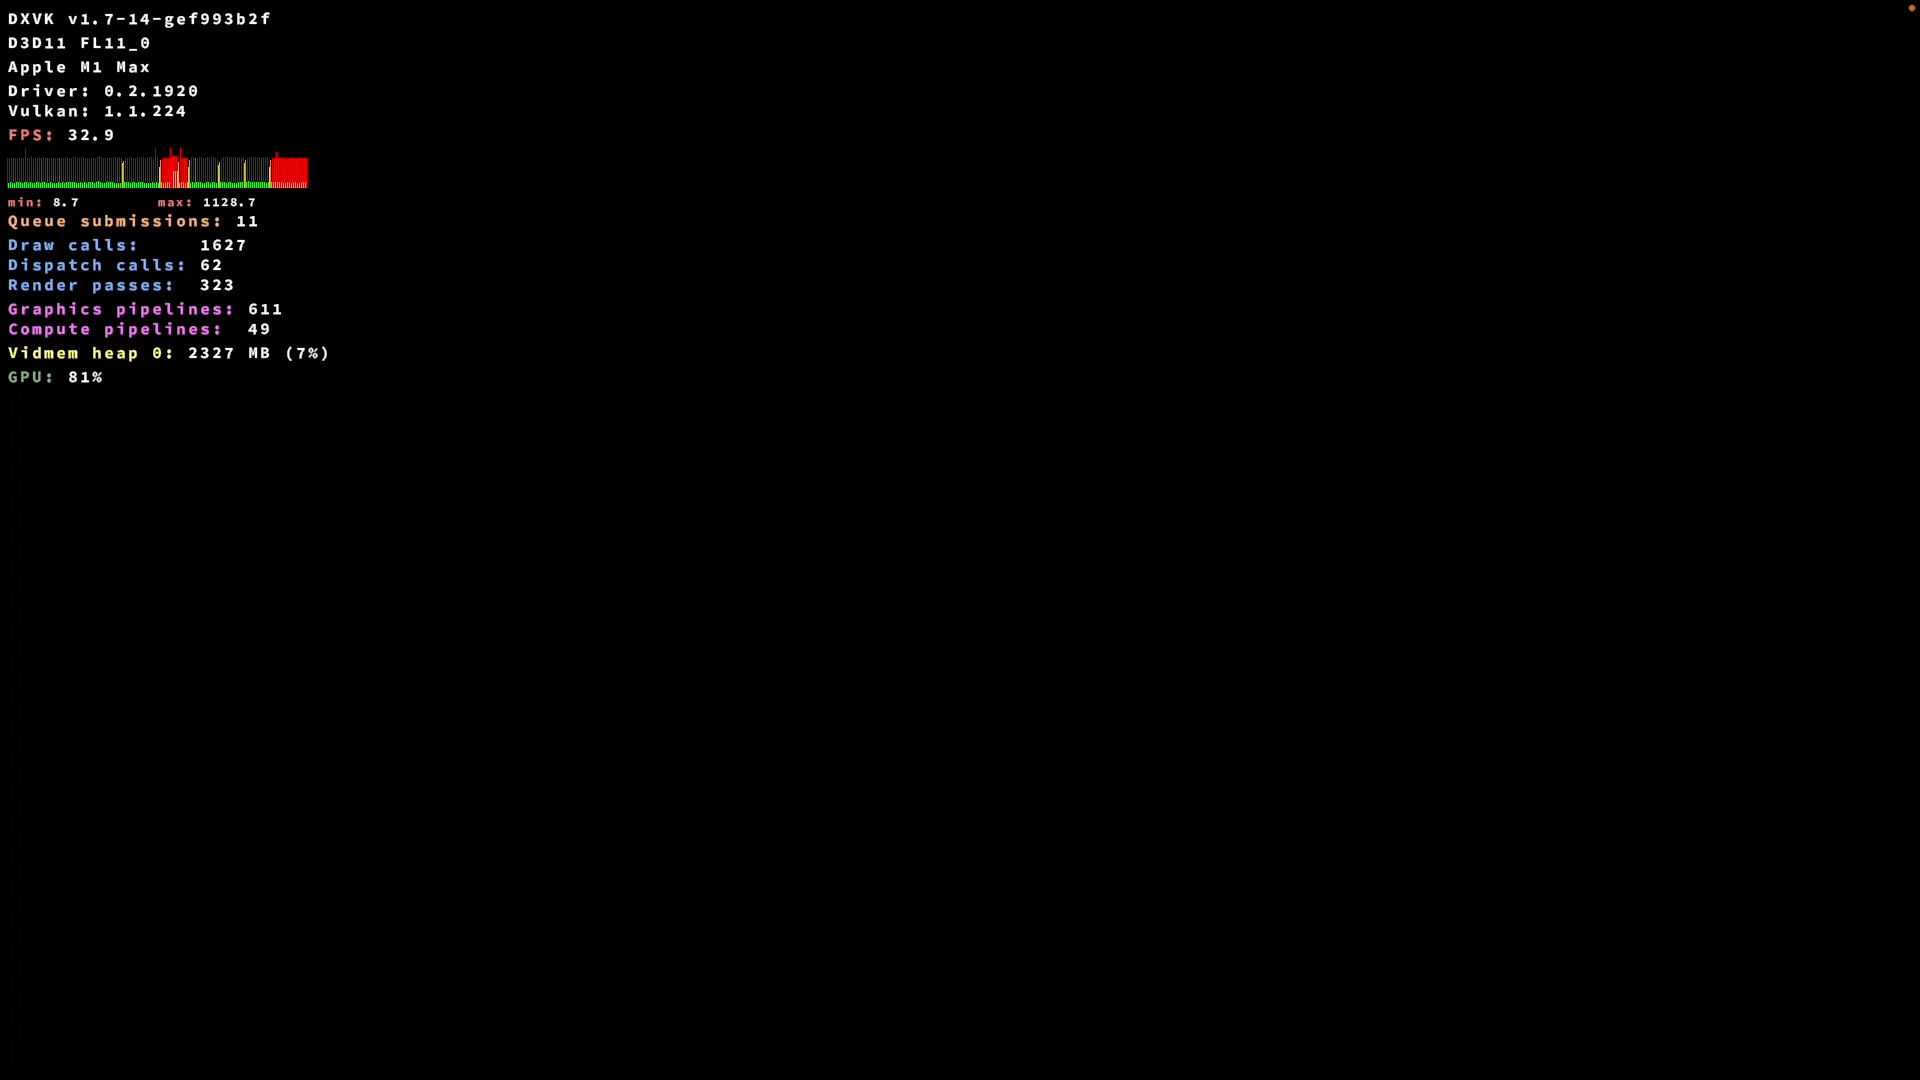 DXVK v1.7-14-gef993b2f
D3D11 FL11_0
Apple M1 Max
Driver: 0.2.1920
Vulkan: 1.1.224
FPS: 32.9
min: 8.7 max: 1128.7
Queue submissions: 11
Draw calls: 1627
Dispatch calls: 62
Render passes: 323
Graphics pipelines: 611
Compute pipelines: 49
Vidmem heap 0: 2327 MB (7%)
GPU: 81%